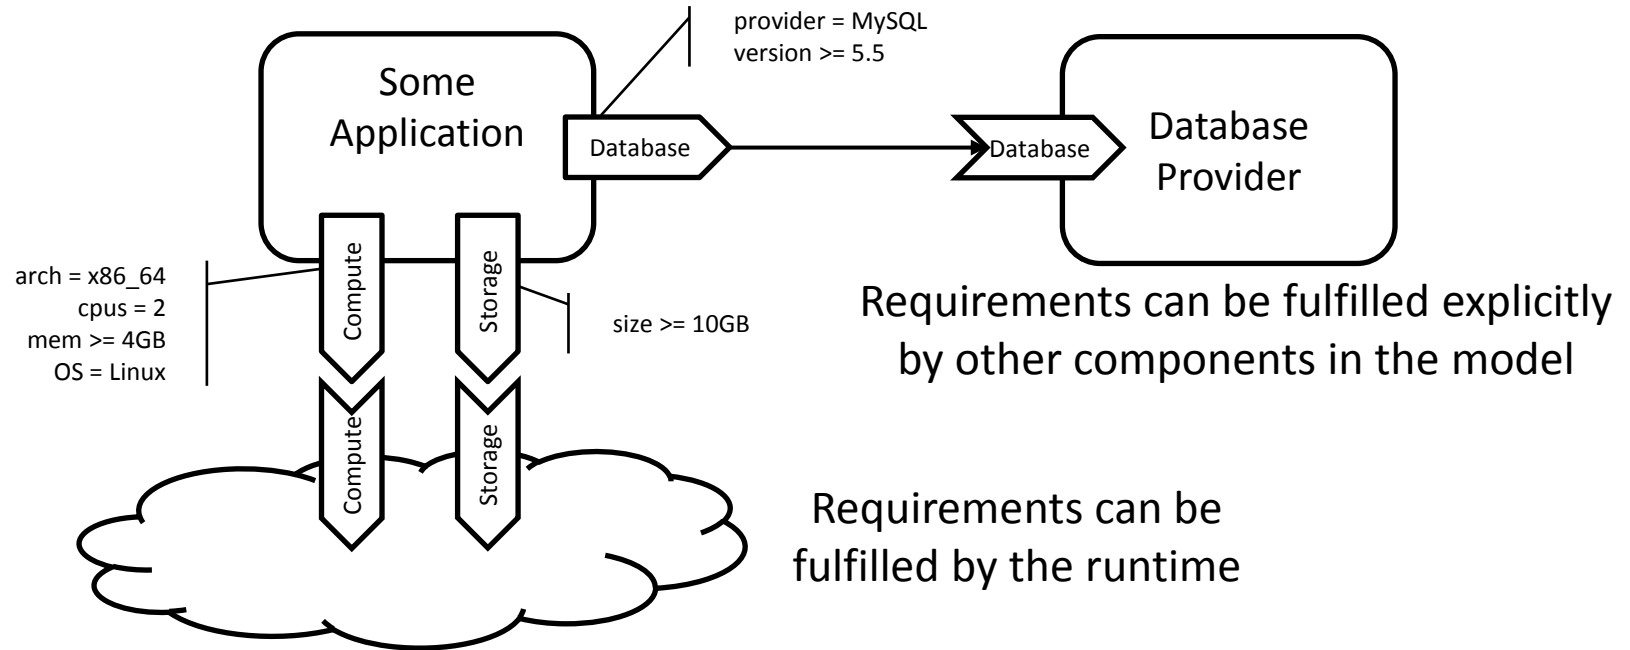 provider = MySQL
version >= 5.5
Some
Application
Database
Database
Database
Provider
arch = x86_64
cpus = 2
mem >= 4GB
OS = Linux
Compute
Storage
size >= 10GB
Requirements can be fulfilled explicitly
by other components in the model
Compute
Storage
Requirements can be
fulfilled by the runtime